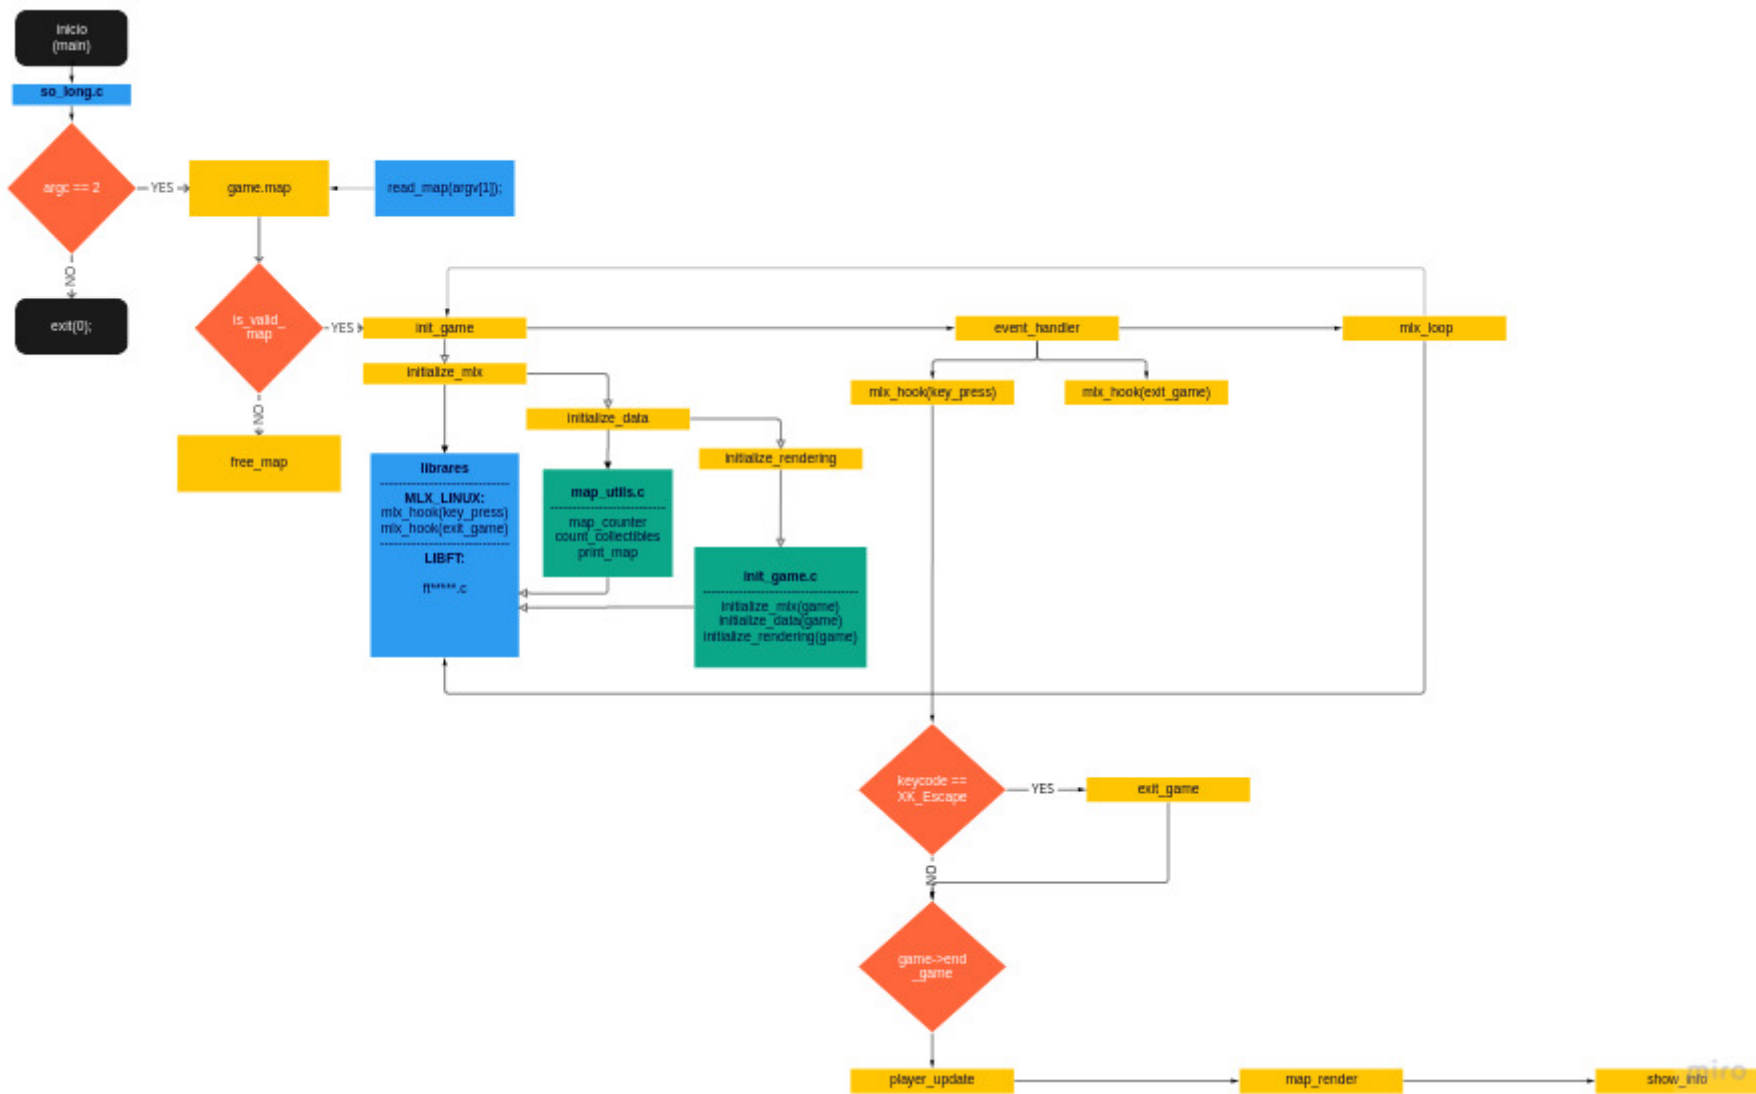 inicio
(main)
so_long.c
argc == 2
YES
game.map
read_map(argv[1]);
NO
exit(0);
is_valid_
map
YES
init_game
event_handler
mlx_loop
initialize_mlx
mlx_hook(key_press)
mlx_hook(exit_game)
initialize_data
NO
free_map
initialize_rendering
librares
MLX_LINUX:
mlx_hook(key_press)
mlx_hook(exit_game)
LIBFT:
ft*****.c
map_utils.c
map_counter
count_collectibles
print_map
init_game.c
initialize_mlx(game)
initialize_data(game)
initialize_rendering(game)
keycode ==
XK_Escape
YES
exit_game
NO
game->end
_game
player_update
map_render
show_info
miro